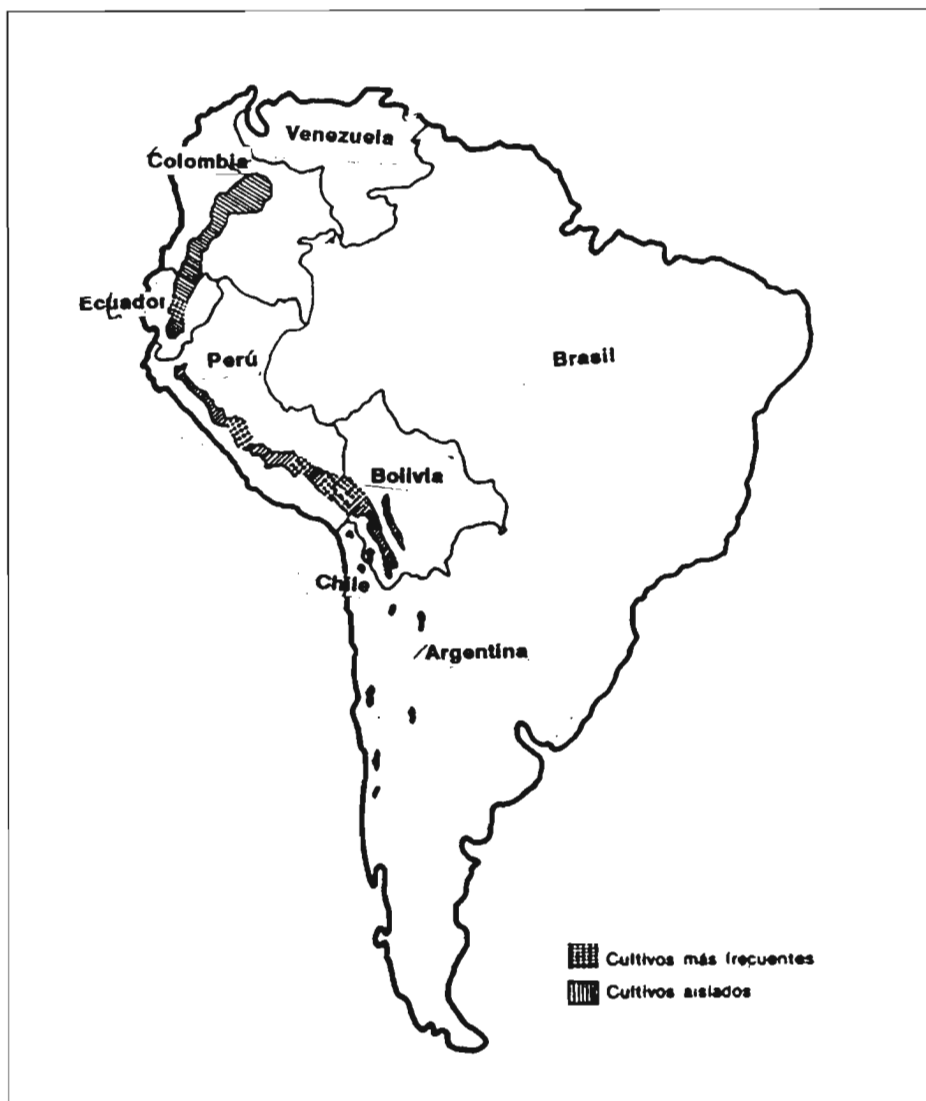 Venezuela
Colombia
Ecuador
Perú
Brasil
Bolivia
Chile
Argentina
Cultivos más frecuentes
Cultivos aislados